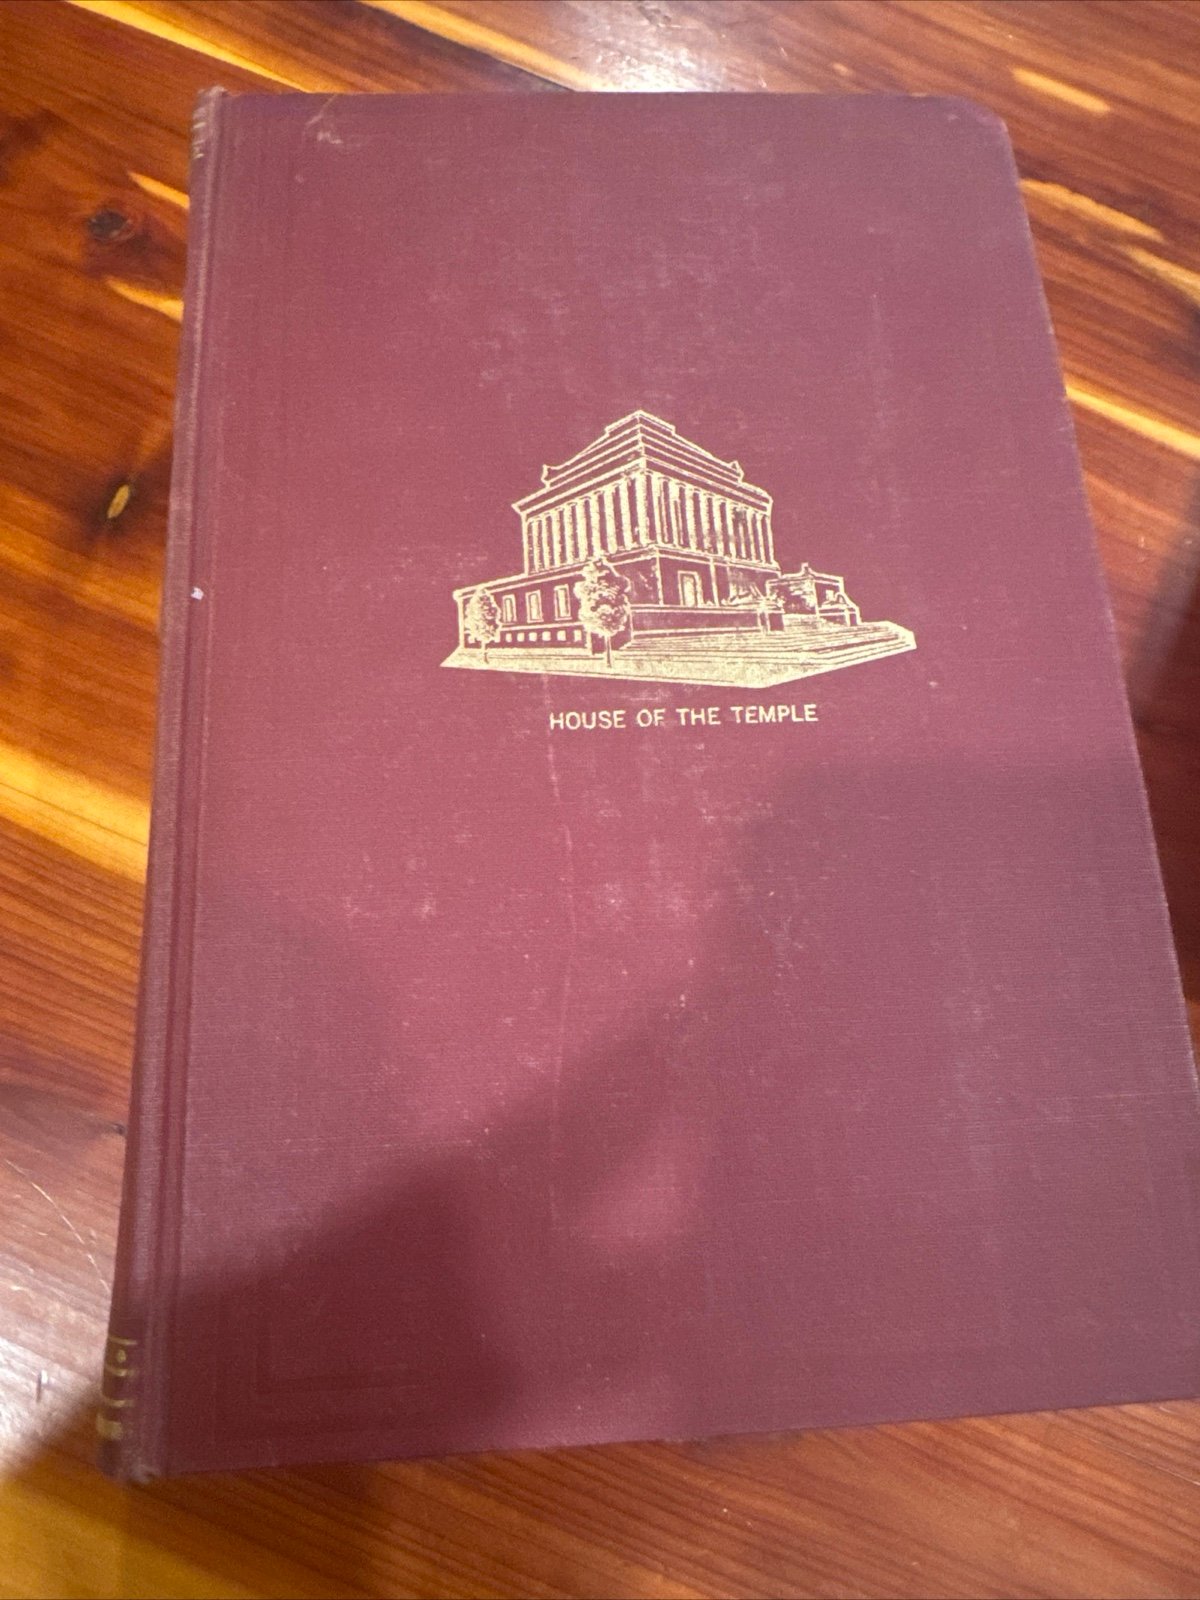 HOUSE OF THE TEMPLE